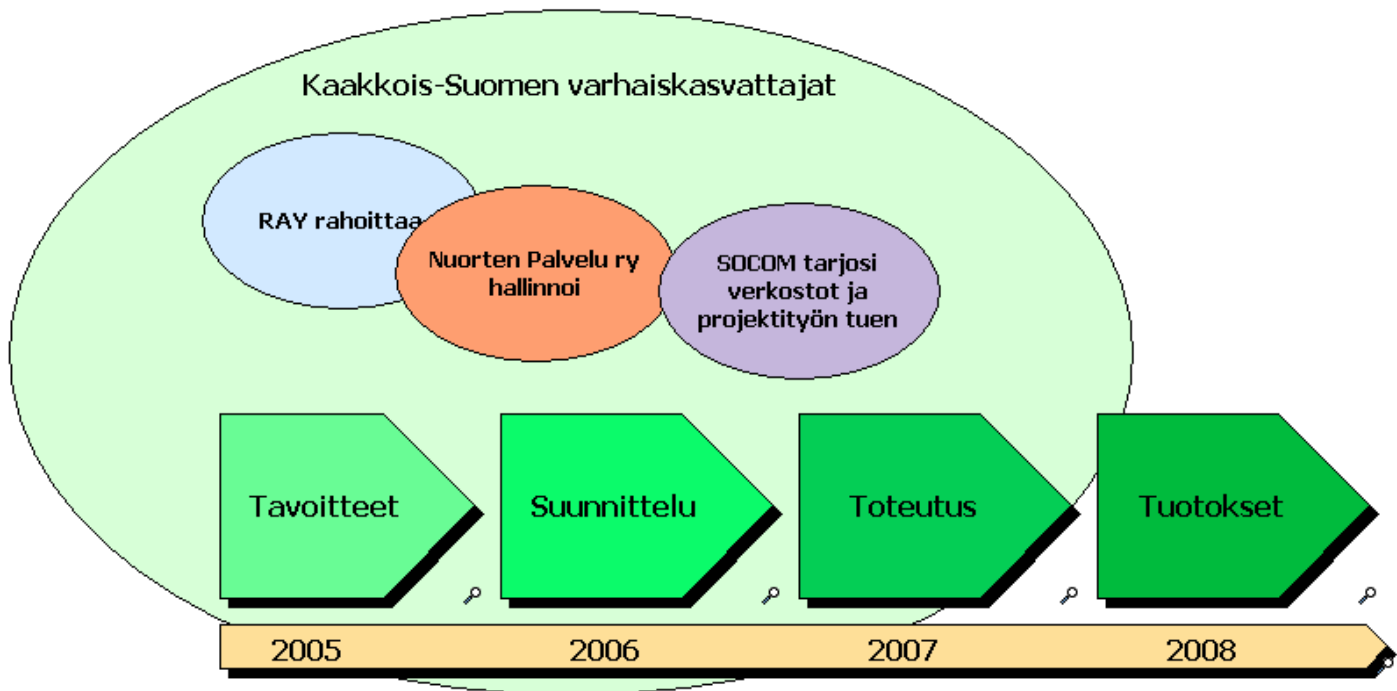 Kaakkois-Suomen varhaiskasvattajat
RAY rahoittaa
Nuorten Palvelu ry
hallinnoi
SOCOM tarjosi
verkostot ja
projektityön tuen
Tavoitteet
Suunnittelu
Toteutus
Tuotokset
2005
2006
2007
2008